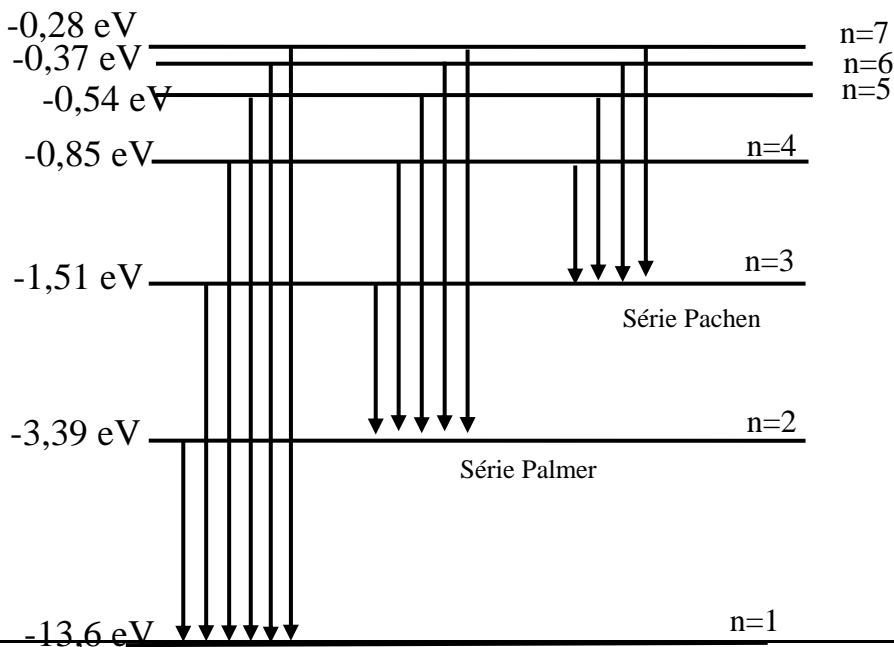 -0,28 eV
n=7
-0,37 eV
n=6
-0,54 eV
n=5
-0,85 eV
n=4
-1,51 eV
n=3
Série Pachen
-3,39 eV
n=2
Série Palmer
-13,6 eV
n=1